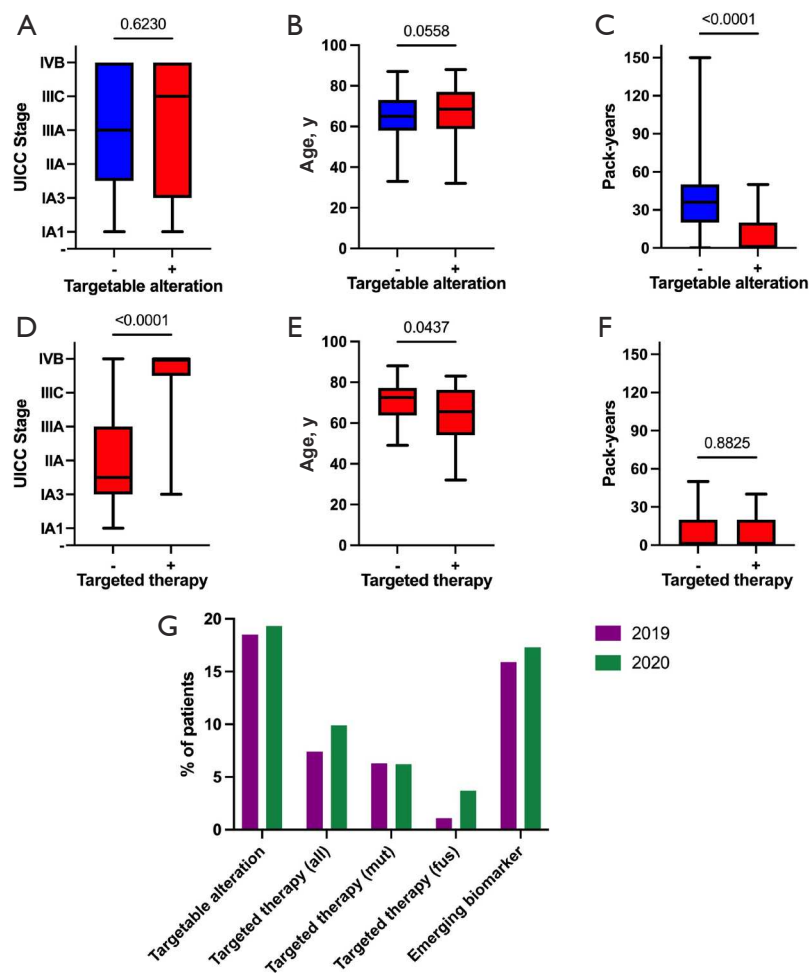 A
0.6230
UICC Stage
IVB
IIIC
IIIA
IIA
IA3
IA1
-
- +
Targetable alteration
B
0.0558
Age, y
100
80
60
40
20
0
- +
Targetable alteration
C
<0.0001
Pack-years
150
120
90
60
30
0
- +
Targetable alteration
D
<0.0001
UICC Stage
IVB
IIIC
IIIA
IIA
IA3
IA1
-
- +
Targeted therapy
E
0.0437
Age, y
100
80
60
40
20
0
- +
Targeted therapy
F
0.8825
Pack-years
150
120
90
60
30
0
- +
Targeted therapy
G
% of patients
20
15
10
5
0
Targetable alteration
Targeted therapy (all)
Targeted therapy (mut)
Targeted therapy (fus)
Emerging biomarker
2019
2020